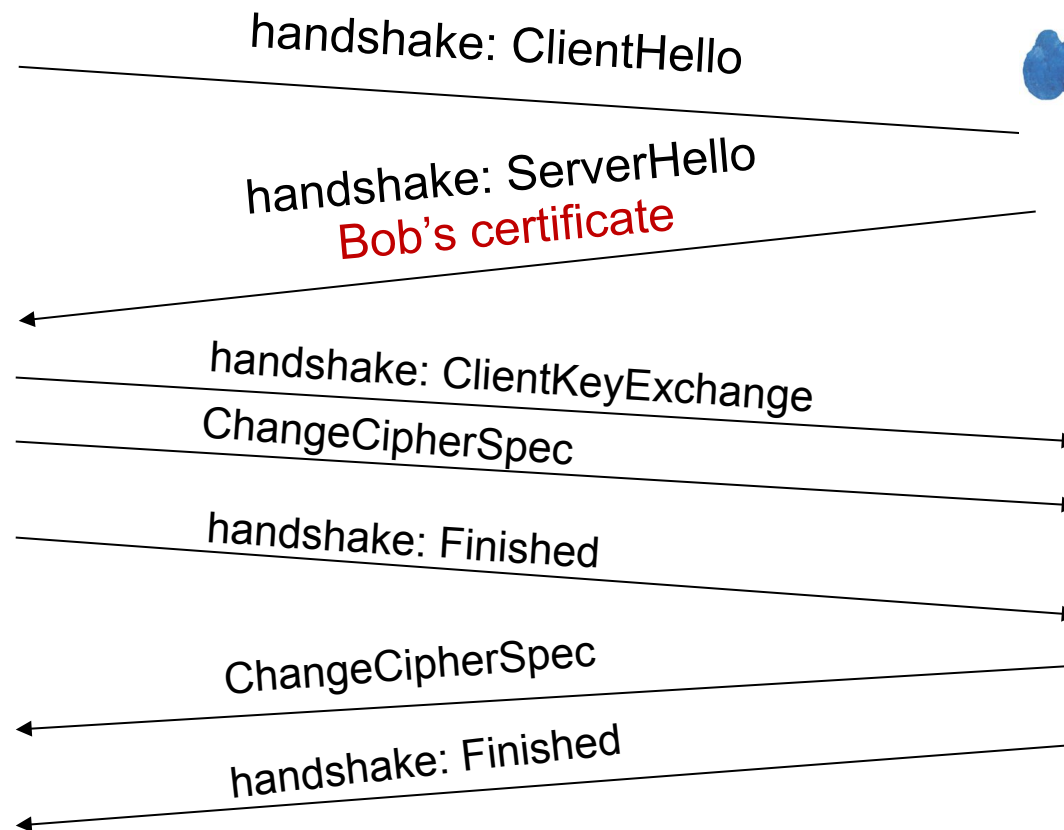 handshake: ClientHello
handshake: ServerHello
Bob’s certificate
handshake: ClientKeyExchange
ChangeCipherSpec
handshake: Finished
ChangeCipherSpec
handshake: Finished